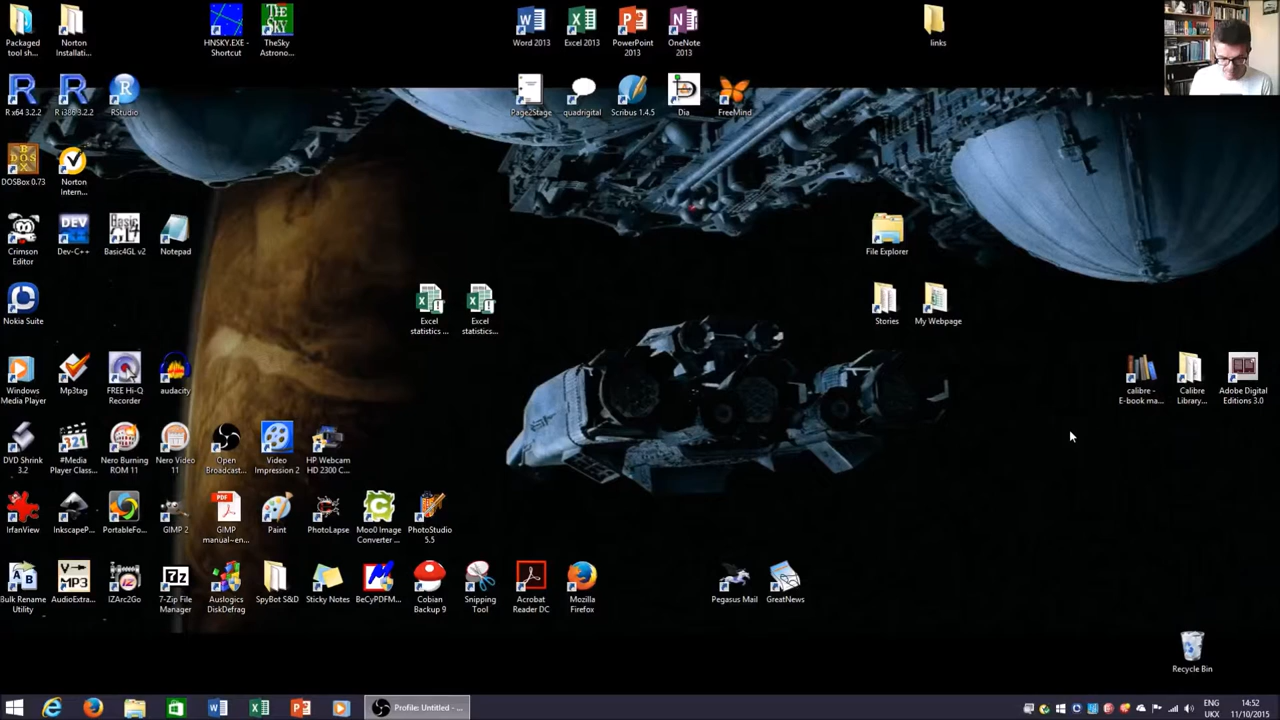 Packaged tool sh...
Norton Installati...
HNSKY.EXE - Shortcut
TheSky Astrono...
THE SKY
Word 2013
Excel 2013
PowerPoint 2013
OneNote 2013
links
R x64 3.2.2
R i386 3.2.2
RStudio
Page2Stage
quadrigital
Scribus 1.4.5
Dia
FreeMind
DOSBox 0.73
Norton Intern...
Crimson Editor
Dev-C++
Basic4GL v2
Notepad
File Explorer
Nokia Suite
Excel statistics ...
Excel statistics...
Stories
My Webpage
Windows Media Player
Mp3tag
FREE Hi-Q Recorder
audacity
calibre - E-book ma...
Calibre Library...
Adobe Digital Editions 3.0
DVD Shrink 3.2
#Media Player Class...
Nero Burning ROM 11
Nero Video 11
Open Broadcast...
Video Impression 2
HP Webcam HD 2300 C...
IrfanView
InkscapeP...
PortableFo...
GIMP 2
GIMP manual~en...
Paint
PhotoLapse
Moo0 Image Converter ...
PhotoStudio 5.5
Bulk Rename Utility
AudioExtra...
IZArc2Go
7-Zip File Manager
Auslogics DiskDefrag
SpyBot S&D
Sticky Notes
BeCyPDFM...
Cobian Backup 9
Snipping Tool
Acrobat Reader DC
Mozilla Firefox
Pegasus Mail
GreatNews
Recycle Bin
Profile: Untitled - ...
ENG
UKX
14:52
11/10/2015